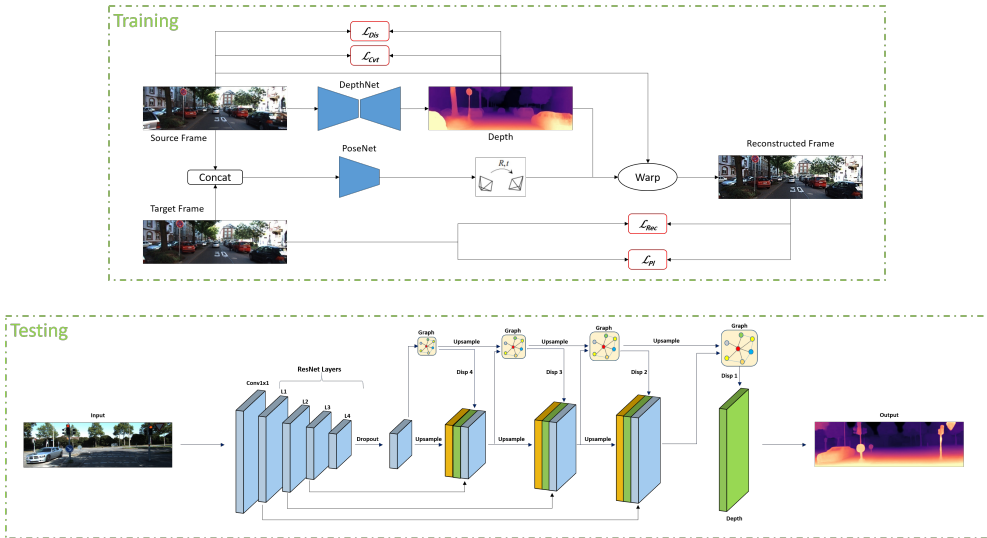 Training
ℒDis
ℒCvt
DepthNet
Source Frame
Depth
PoseNet
R,t
Reconstructed Frame
Concat
Warp
Target Frame
ℒRec
ℒPl
Testing
Graph
Graph
Graph
Graph
Upsample
Upsample
Upsample
ResNet Layers
Disp 4
Disp 3
Disp 2
Disp 1
Conv1x1
L1
L2
L3
L4
Input
Dropout
Upsample
Upsample
Upsample
Output
Depth